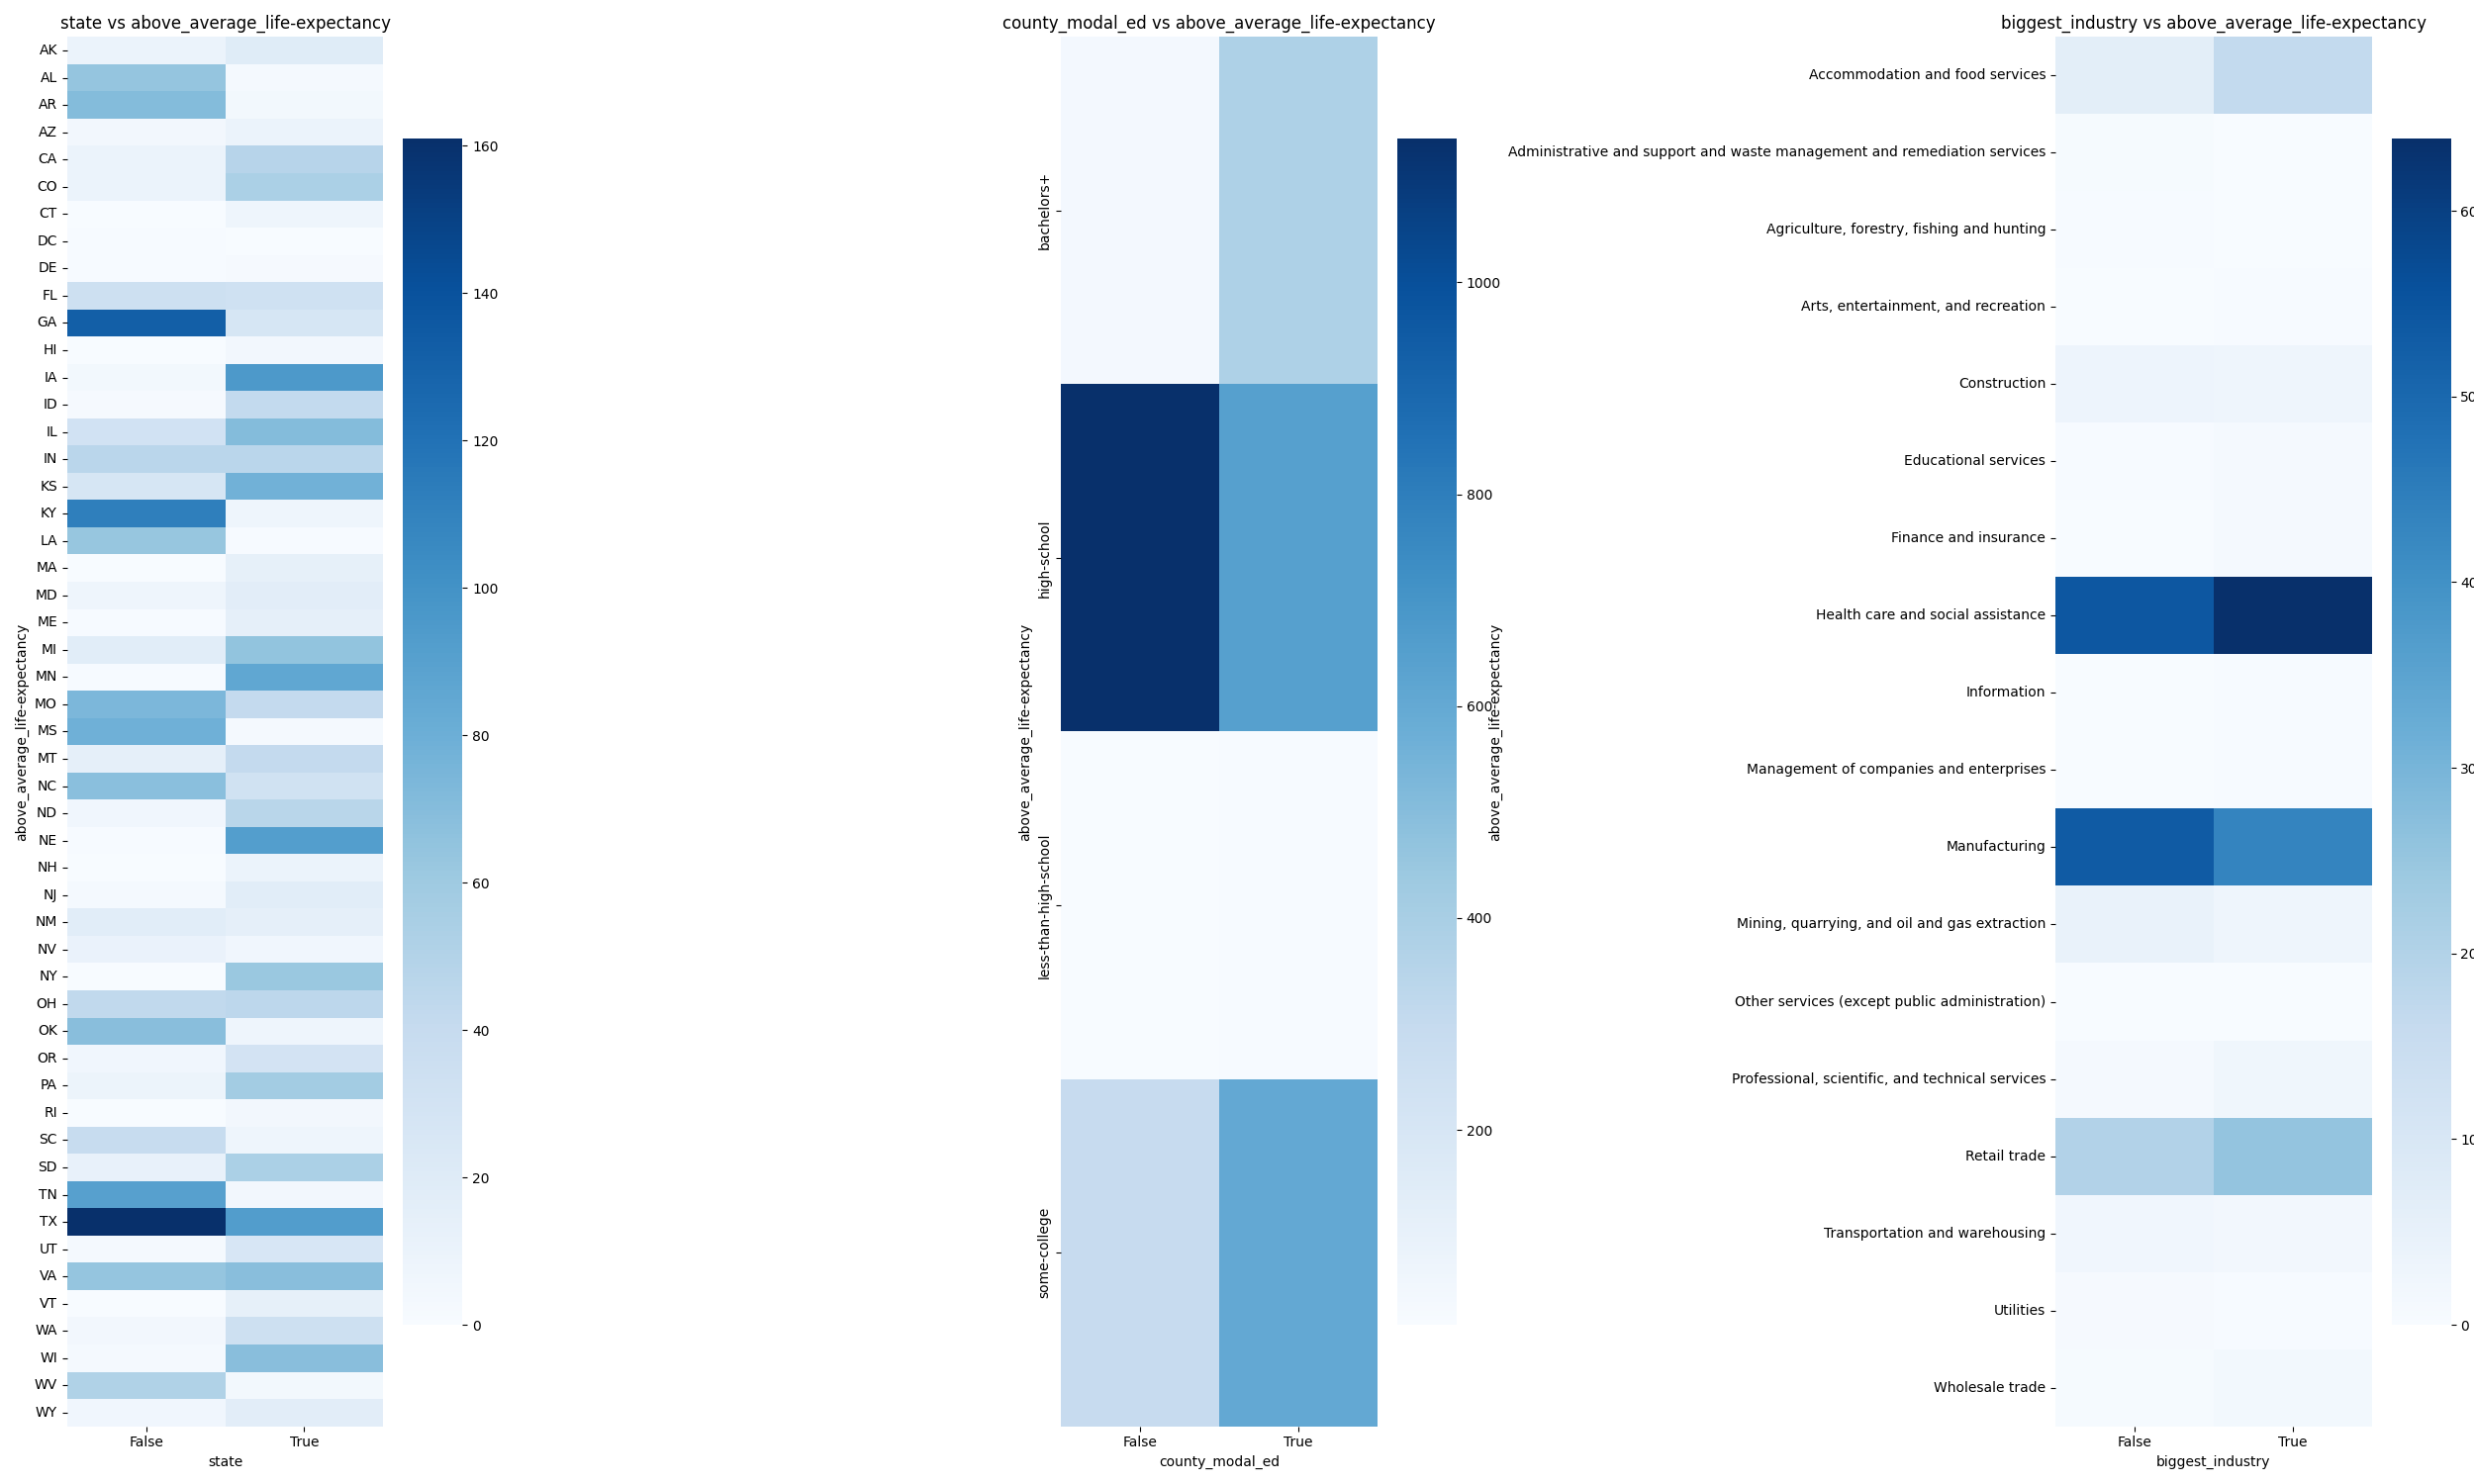 state vs above_average_life-expectancy
AK
AL
AR
AZ
CA
CO
CT
DC
DE
FL
GA
HI
IA
ID
IL
IN
KS
KY
LA
MA
MD
ME
MI
MN
MO
MS
MT
NC
ND
NE
NH
NJ
NM
NV
NY
OH
OK
OR
PA
RI
SC
SD
TN
TX
UT
VA
VT
WA
WI
WV
WY
above_average_life-expectancy
False
True
state
160
140
120
100
80
60
40
20
0
county_modal_ed vs above_average_life-expectancy
bachelors+
high-school
less-than-high-school
some-college
above_average_life-expectancy
False
True
county_modal_ed
1000
800
600
400
200
biggest_industry vs above_average_life-expectancy
Accommodation and food services
Administrative and support and waste management and remediation services
Agriculture, forestry, fishing and hunting
Arts, entertainment, and recreation
Construction
Educational services
Finance and insurance
Health care and social assistance
Information
Management of companies and enterprises
Manufacturing
Mining, quarrying, and oil and gas extraction
Other services (except public administration)
Professional, scientific, and technical services
Retail trade
Transportation and warehousing
Utilities
Wholesale trade
above_average_life-expectancy
False
True
biggest_industry
0